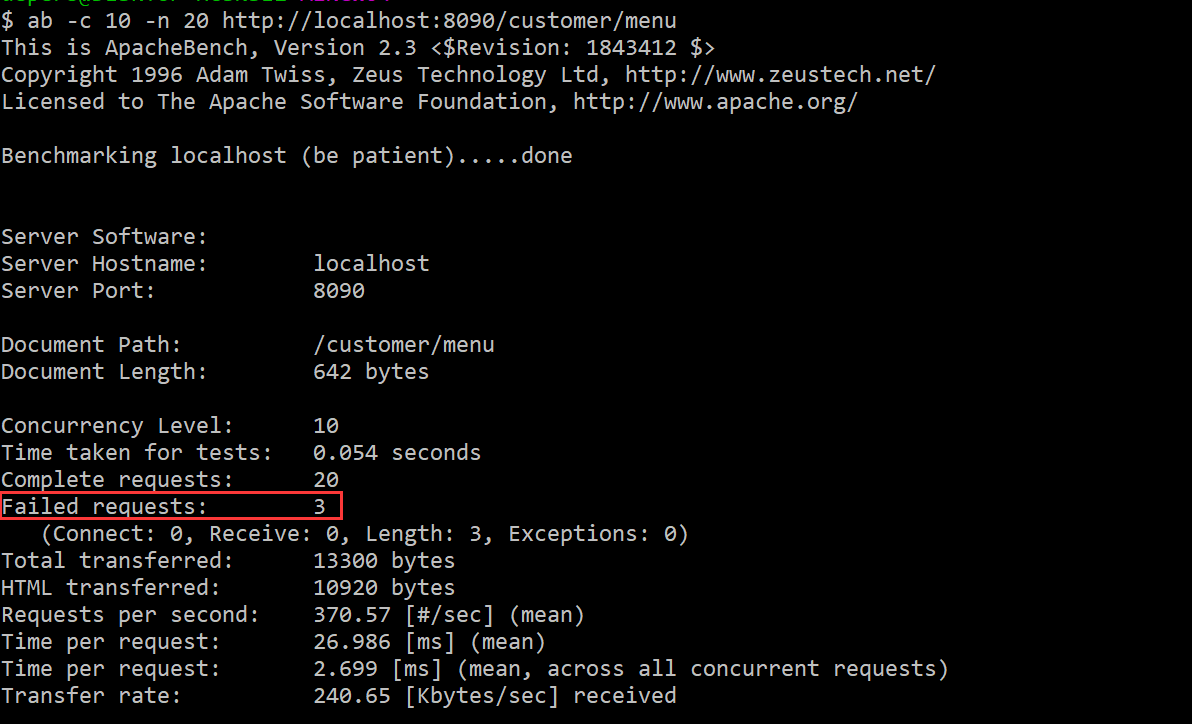 $ ab -c 10 -n 20 http://localhost:8090/customer/menu
This is ApacheBench, Version 2.3 <$Revision: 1843412 $>
Copyright 1996 Adam Twiss, Zeus Technology Ltd, http://www.zeustech.net/
Licensed to The Apache Software Foundation, http://www.apache.org/
Benchmarking localhost (be patient).....done
Server Software:
Server Hostname: localhost
Server Port: 8090
Document Path: /customer/menu
Document Length: 642 bytes
Concurrency Level: 10
Time taken for tests: 0.054 seconds
Complete requests: 20
Failed requests: 3
(Connect: 0, Receive: 0, Length: 3, Exceptions: 0)
Total transferred: 13300 bytes
HTML transferred: 10920 bytes
Requests per second: 370.57 [#/sec] (mean)
Time per request: 26.986 [ms] (mean)
Time per request: 2.699 [ms] (mean, across all concurrent requests)
Transfer rate: 240.65 [Kbytes/sec] received